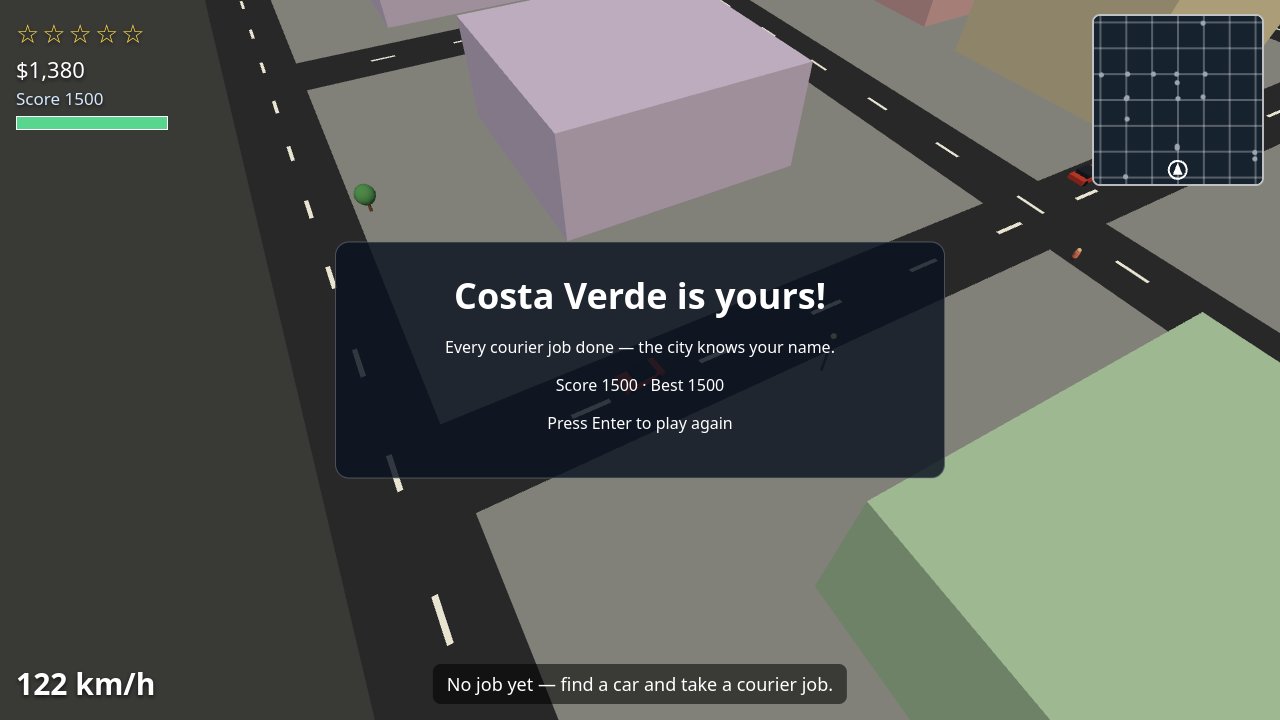 ☆☆☆☆☆
$1,380
Score 1500
Costa Verde is yours!
Every courier job done — the city knows your name.
Score 1500 · Best 1500
Press Enter to play again
122 km/h
No job yet — find a car and take a courier job.